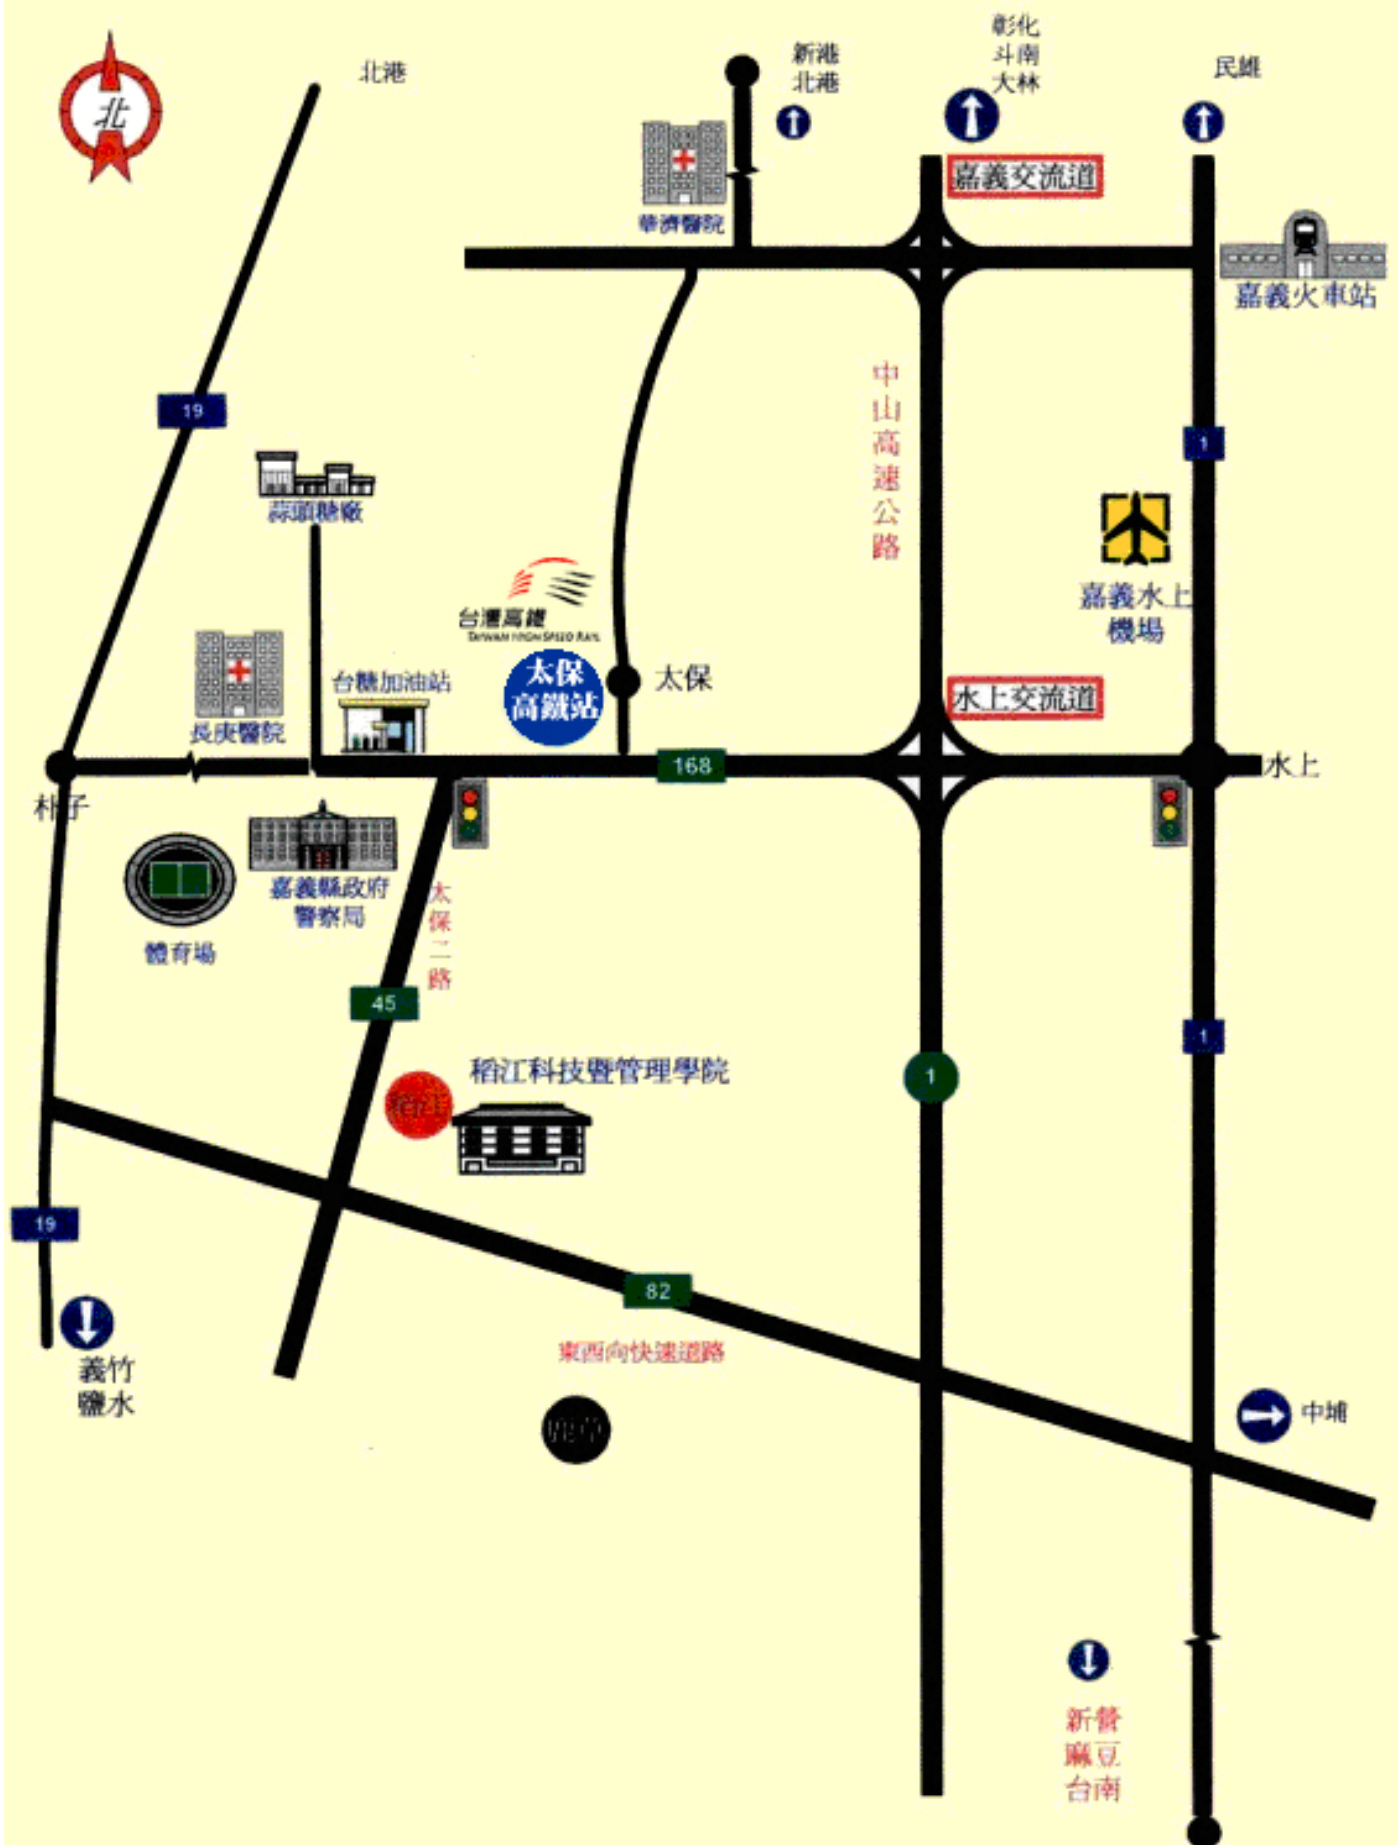 北
北港
新港
北港
彰化
斗南
大林
民雄
嘉義交流道
華濟醫院
嘉義火車站
19
中山高速公路
1
蒜頭糖廠
台灣高鐵
TAIWAN HIGH SPEED RAIL
嘉義水上
機場
太保
高鐵站
太保
長庚醫院
台糖加油站
水上交流道
168
水上
朴子
嘉義縣政府
警察局
體育場
太保二路
45
1
稻江科技暨管理學院
1
19
82
東西向快速道路
義竹
鹽水
中埔
新營
麻豆
台南